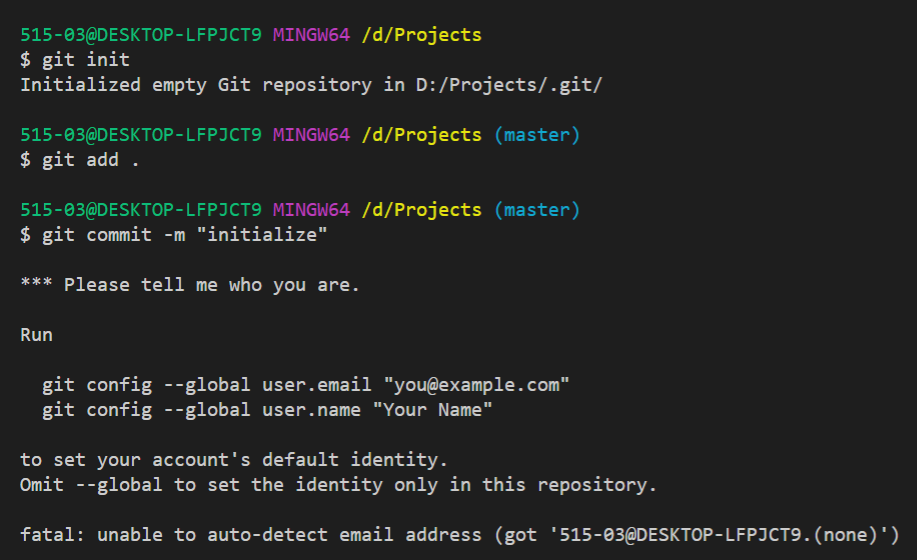 515-03@DESKTOP-LFPJCT9 MINGW64 /d/Projects
$ git init
Initialized empty Git repository in D:/Projects/.git/
515-03@DESKTOP-LFPJCT9 MINGW64 /d/Projects (master)
$ git add .
515-03@DESKTOP-LFPJCT9 MINGW64 /d/Projects (master)
$ git commit -m "initialize"
*** Please tell me who you are.
Run
git config --global user.email "you@example.com"
git config --global user.name "Your Name"
to set your account's default identity.
Omit --global to set the identity only in this repository.
fatal: unable to auto-detect email address (got '515-03@DESKTOP-LFPJCT9.(none)')